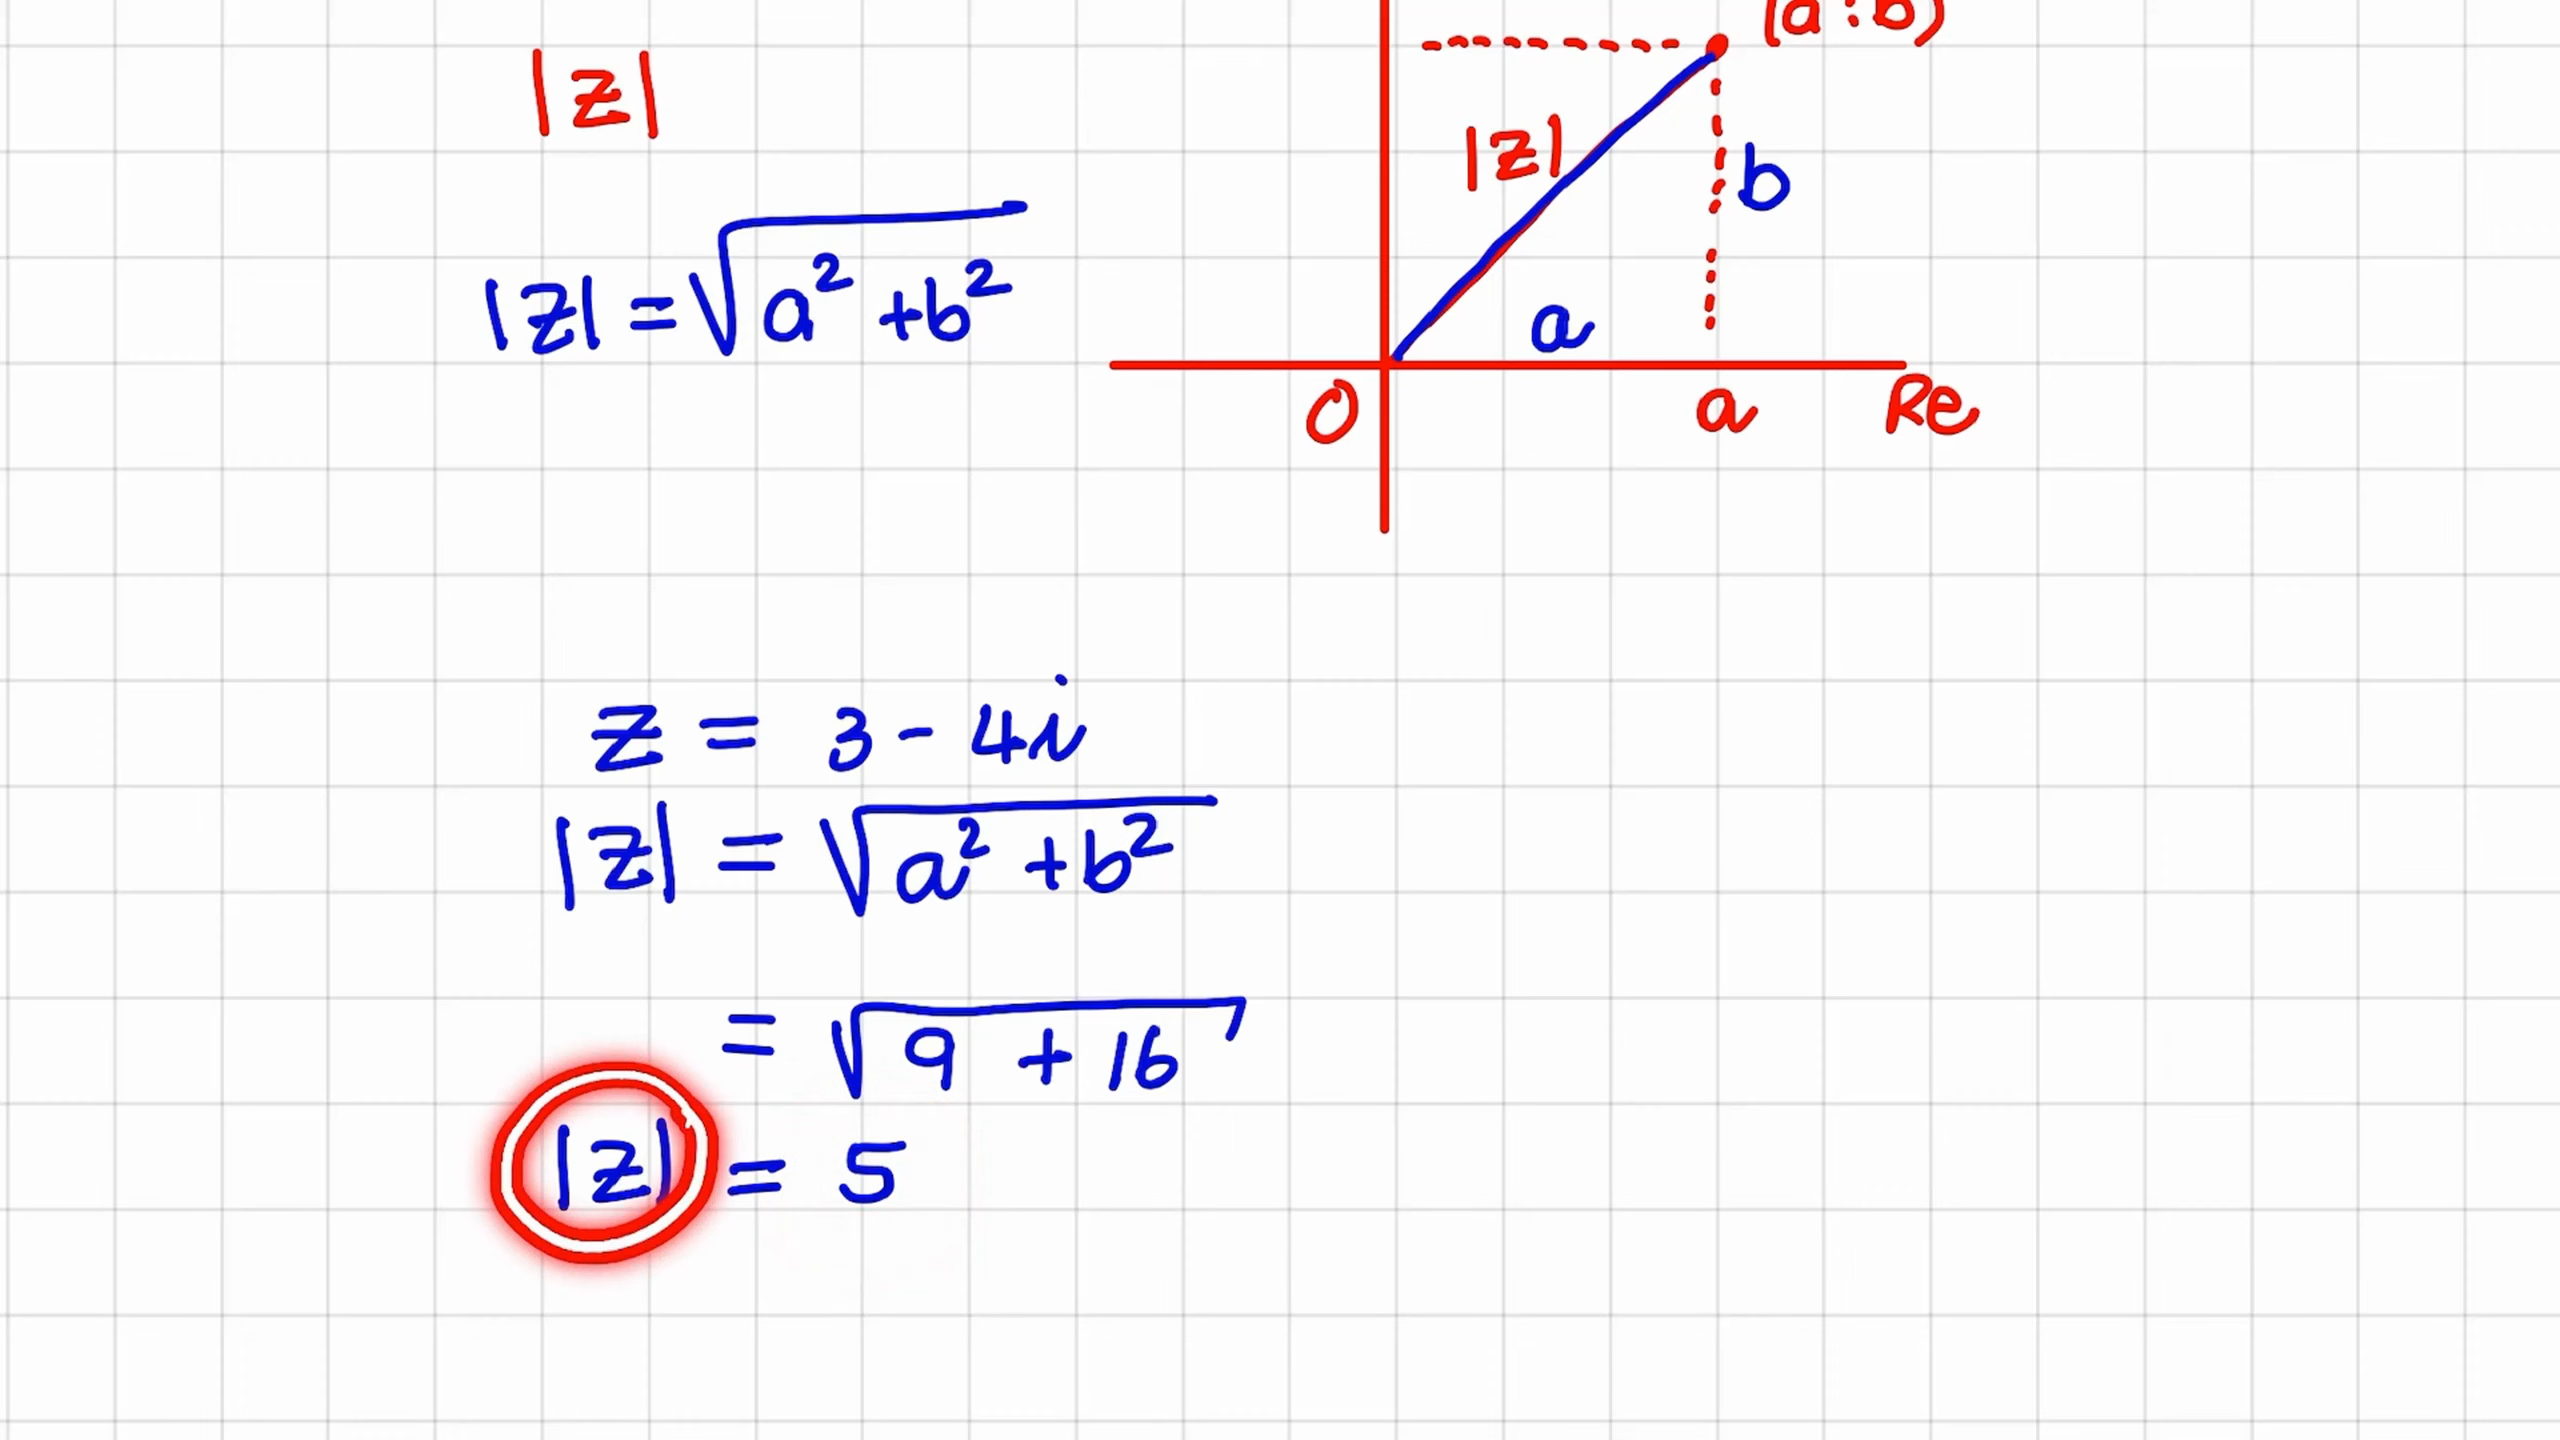 (a:b)
|z|
|z|
b
|z| = √a² + b²
a
O a Re
z = 3 - 4i
|z| = √a² + b²
= √9 + 16
|z| = 5